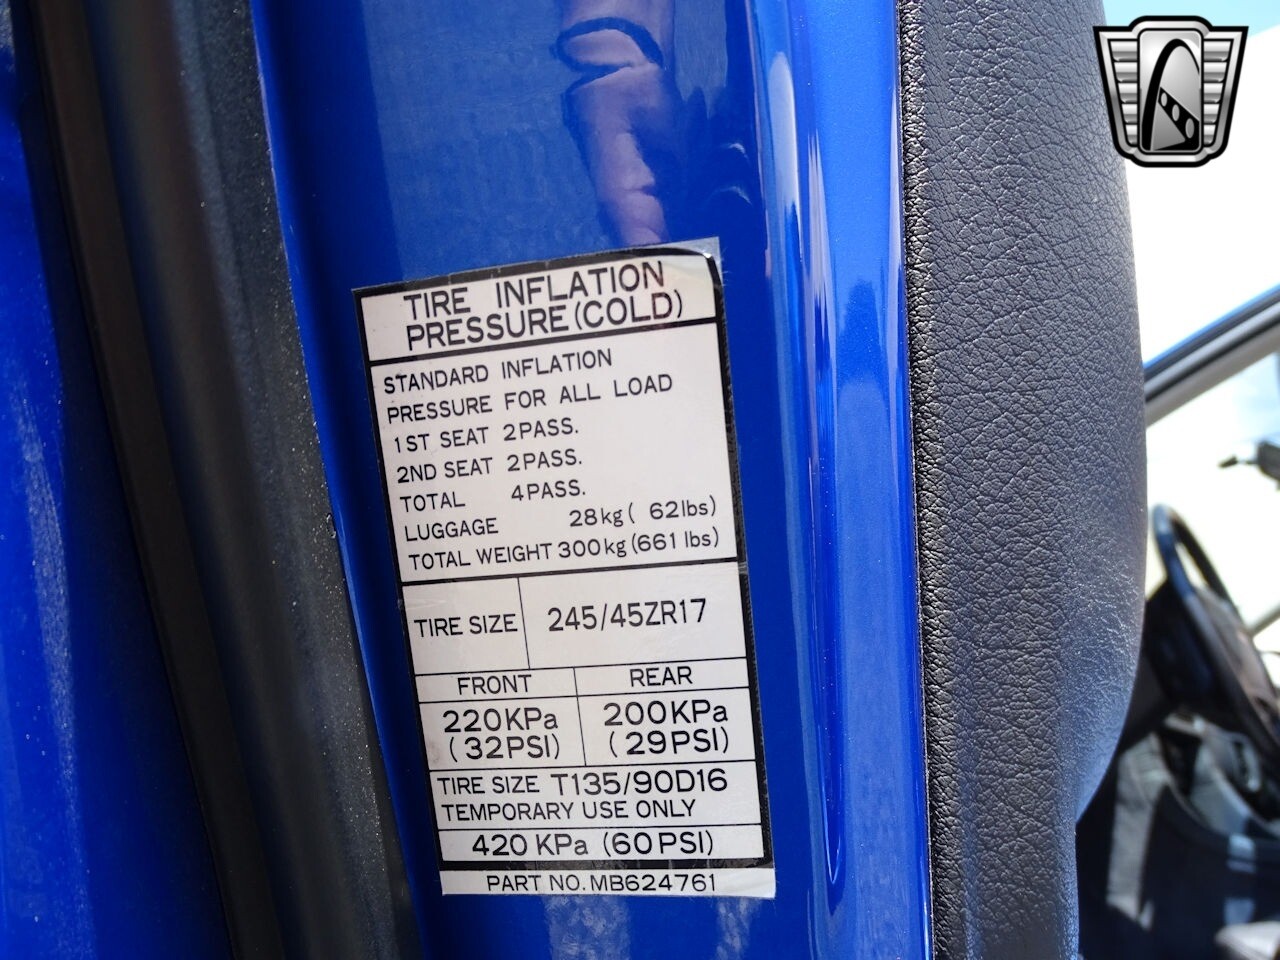 TIRE INFLATION
PRESSURE (COLD)
STANDARD INFLATION
PRESSURE FOR ALL LOAD
1ST SEAT 2PASS.
2ND SEAT 2PASS.
TOTAL 4PASS.
LUGGAGE 28kg ( 62lbs)
TOTAL WEIGHT 300kg (661 lbs)
TIRE SIZE 245/45ZR17
FRONT REAR
220KPa 200KPa
(32PSI) (29PSI)
TIRE SIZE T135/90D16
TEMPORARY USE ONLY
420 KPa (60 PSI)
PART NO. MB624761